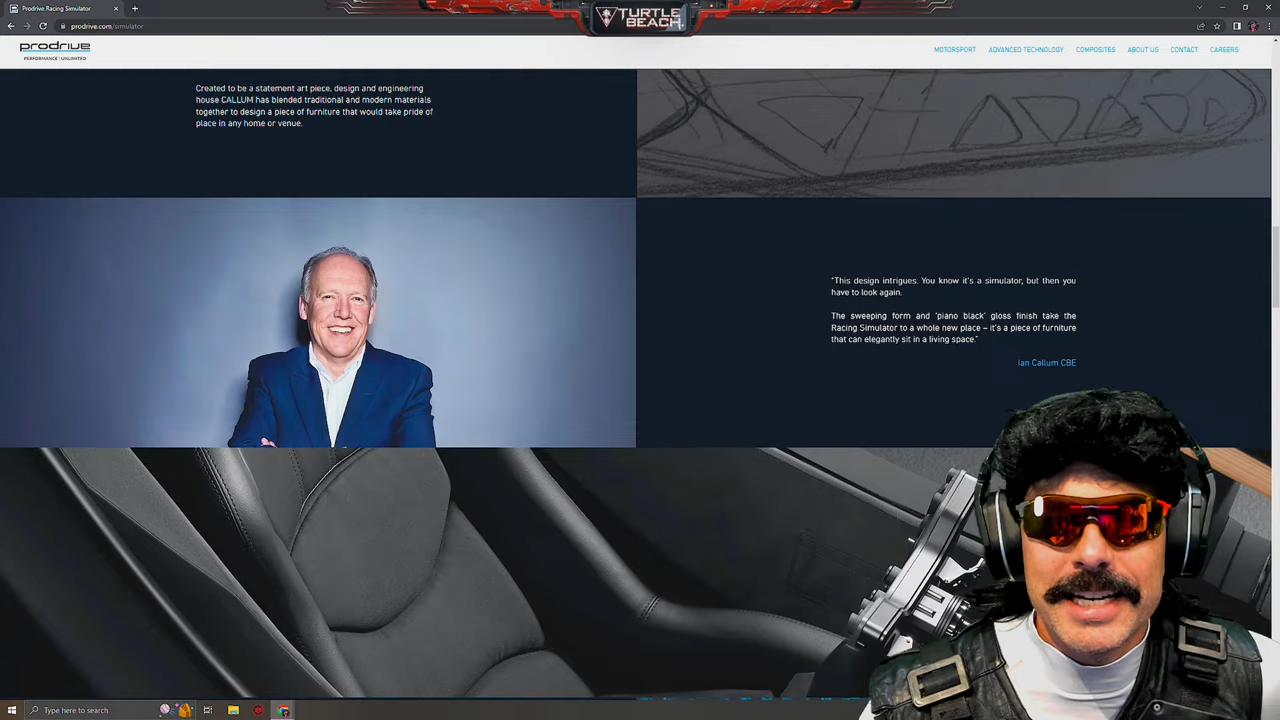 Prodrive Racing Simulator
prodrive.com/simulator
TURTLE
BEACH
prodrive
PERFORMANCE | UNLIMITED
MOTORSPORT
ADVANCED TECHNOLOGY
COMPOSITES
ABOUT US
CONTACT
CAREERS
Created to be a statement art piece, design and engineering
house CALLUM has blended traditional and modern materials
together to design a piece of furniture that would take pride of
place in any home or venue.
"This design intrigues. You know it's a simulator, but then you
have to look again.
The sweeping form and 'piano black' gloss finish take the
Racing Simulator to a whole new place – it's a piece of furniture
that can elegantly sit in a living space."
Ian Callum CBE
Type here to search